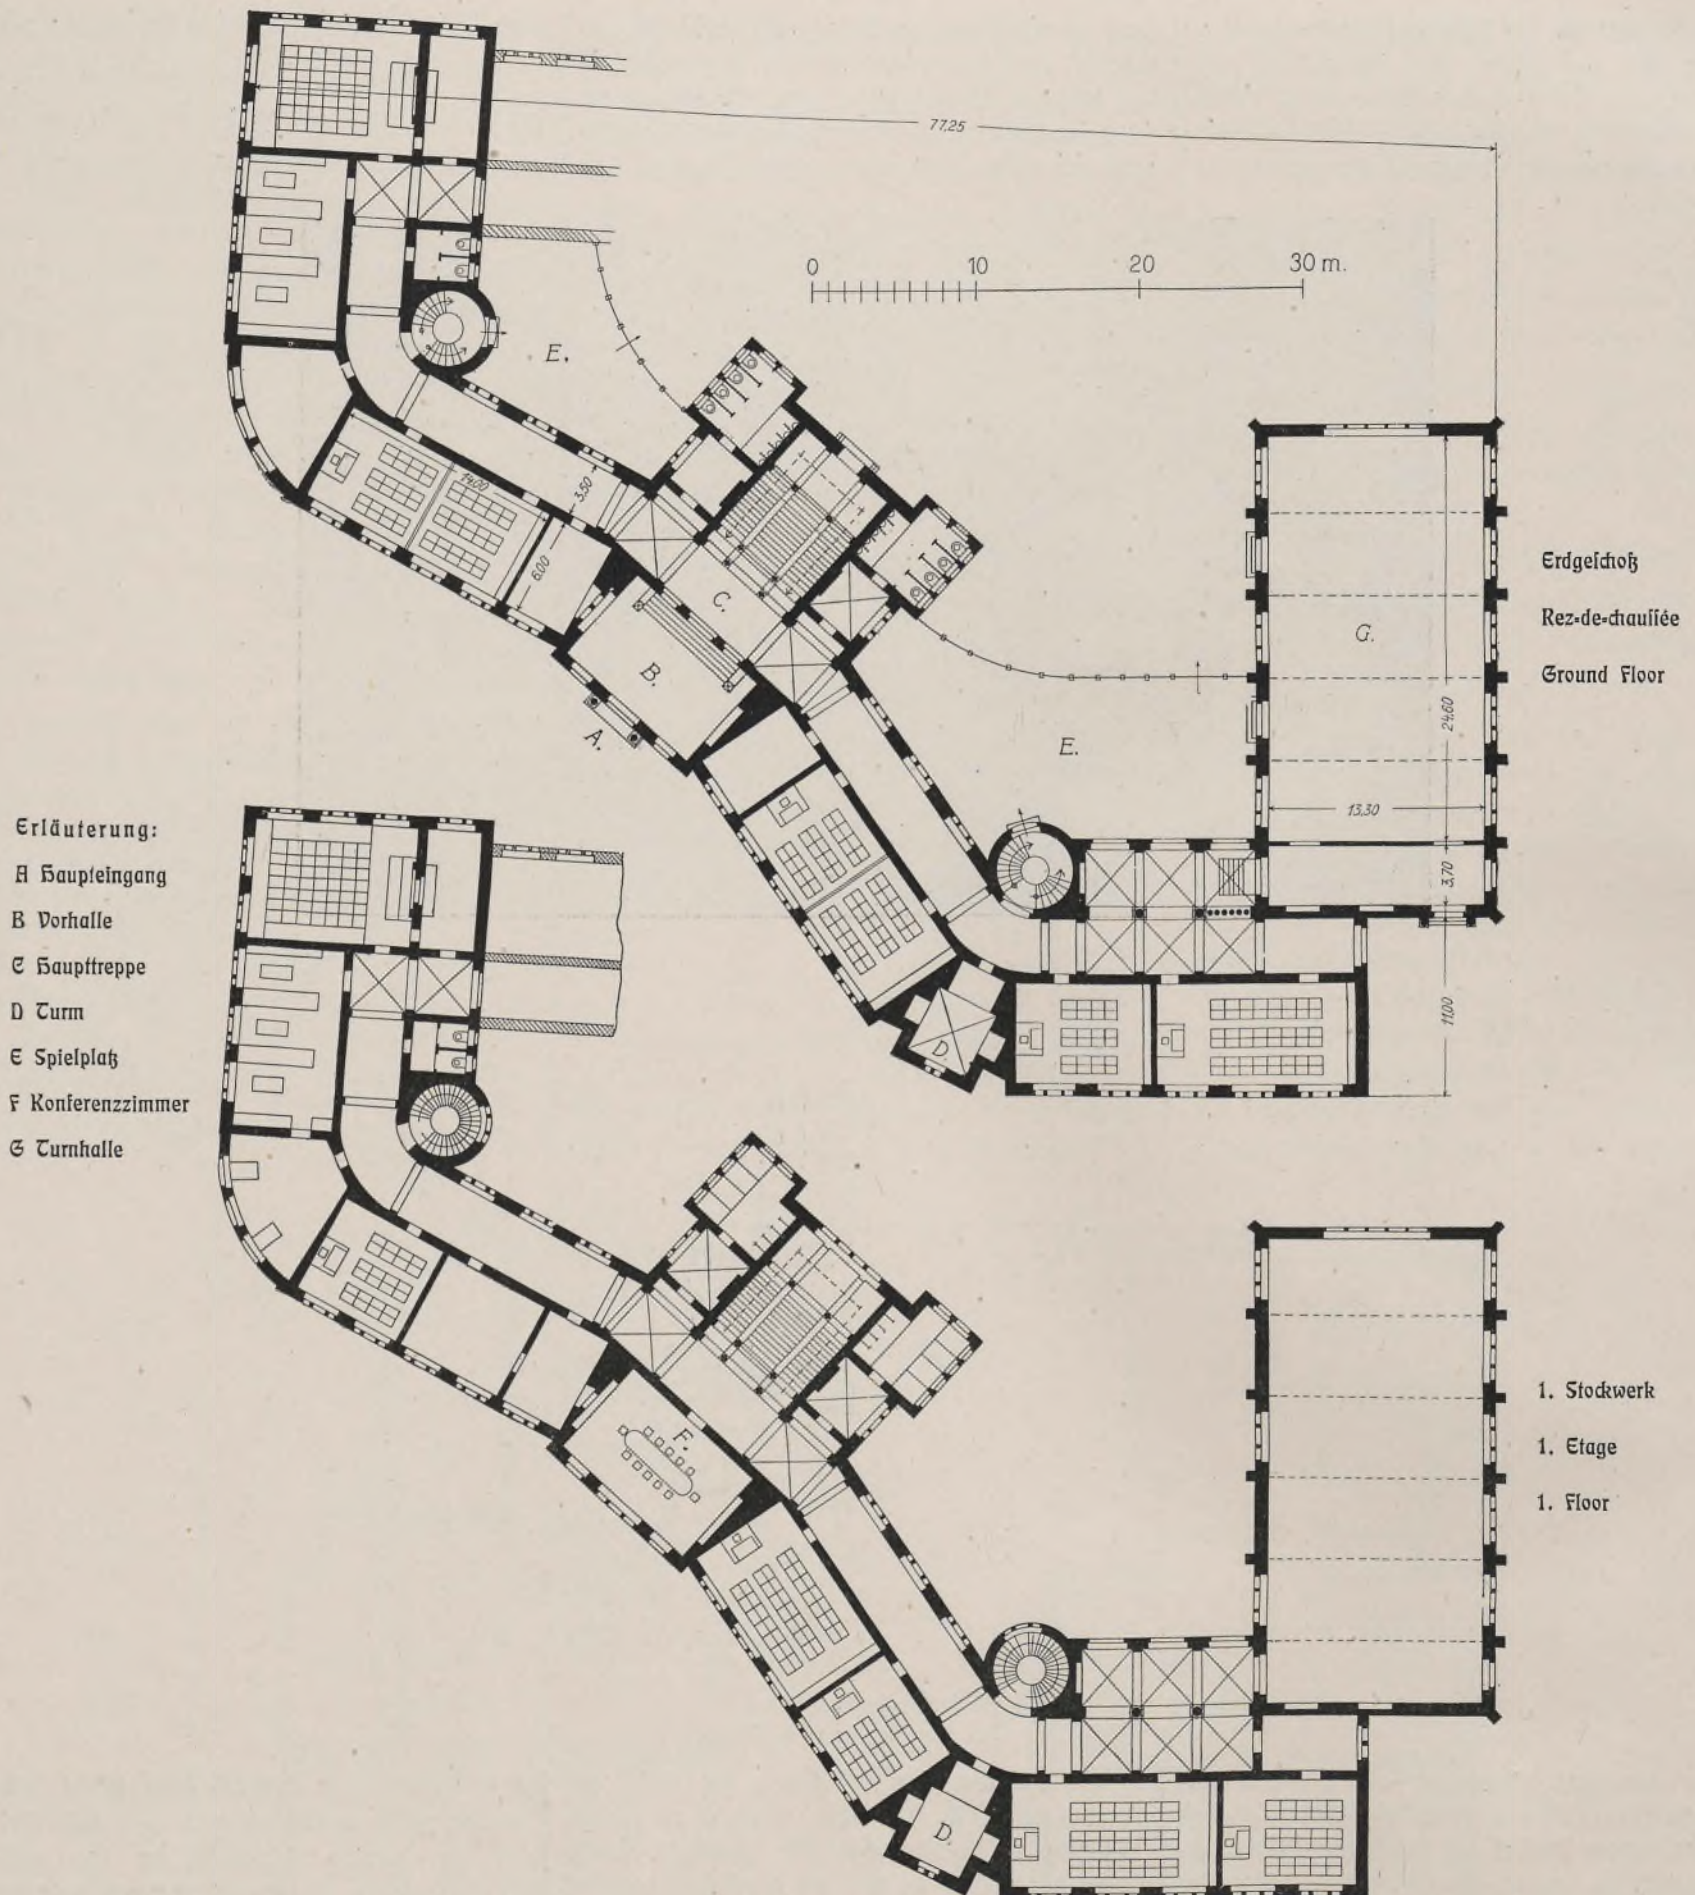 77,25
0 10 20 30 m.
E.
14,00
3,50
6,00
C.
B.
A.
E.
G.
24,60
13,30
3,70
11,00
D.
Erdgeschoß
Rez-de-chaussée
Ground Floor
Erläuterung:
A Haupteingang
B Vorhalle
C Haupttreppe
D Turm
E Spielplatz
F Konferenzzimmer
G Turnhalle
F.
D.
1. Stockwerk
1. Etage
1. Floor